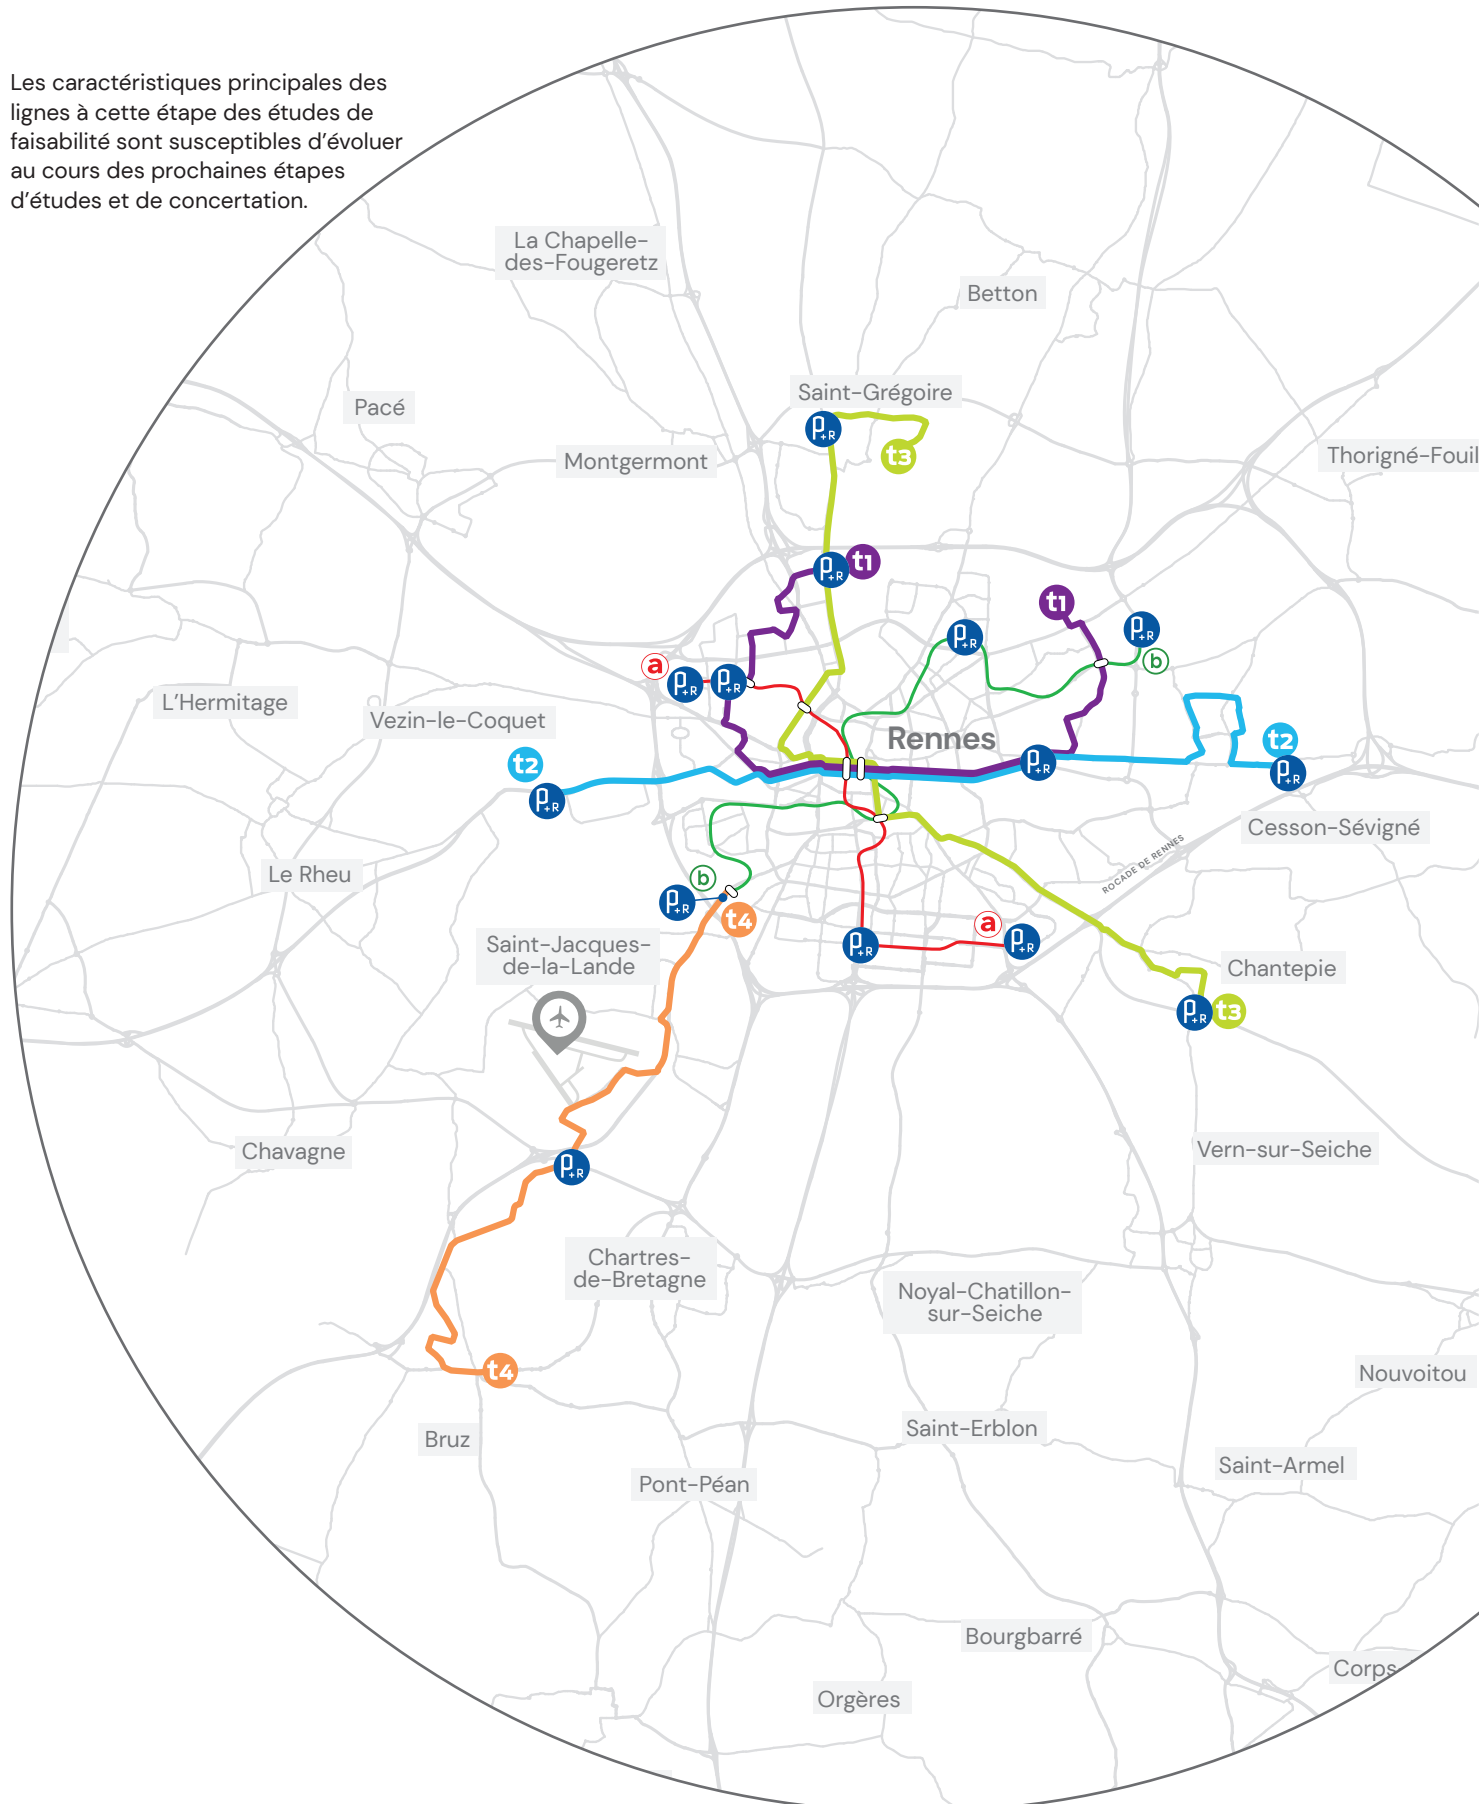 Les caractéristiques principales des
lignes à cette étape des études de
faisabilité sont susceptibles d'évoluer
au cours des prochaines étapes
d'études et de concertation.
La Chapelle-
des-Fougeretz
Betton
Saint-Grégoire
Pacé
P+R
t3
Montgermont
Thorigné-Fouil
t1
P+R
t1
P+R
P+R
b
a
P+R
P+R
L'Hermitage
Vezin-le-Coquet
Rennes
t2
t2
P+R
P+R
P+R
Cesson-Sévigné
ROCADE DE RENNES
Le Rheu
b
P+R
t4
a
P+R
P+R
Saint-Jacques-
de-la-Lande
Chantepie
P+R
t3
Chavagne
Vern-sur-Seiche
P+R
Chartres-
de-Bretagne
Noyal-Chatillon-
sur-Seiche
t4
Nouvoitou
Bruz
Saint-Erblon
Saint-Armel
Pont-Péan
Bourgbarré
Corps-
Orgères